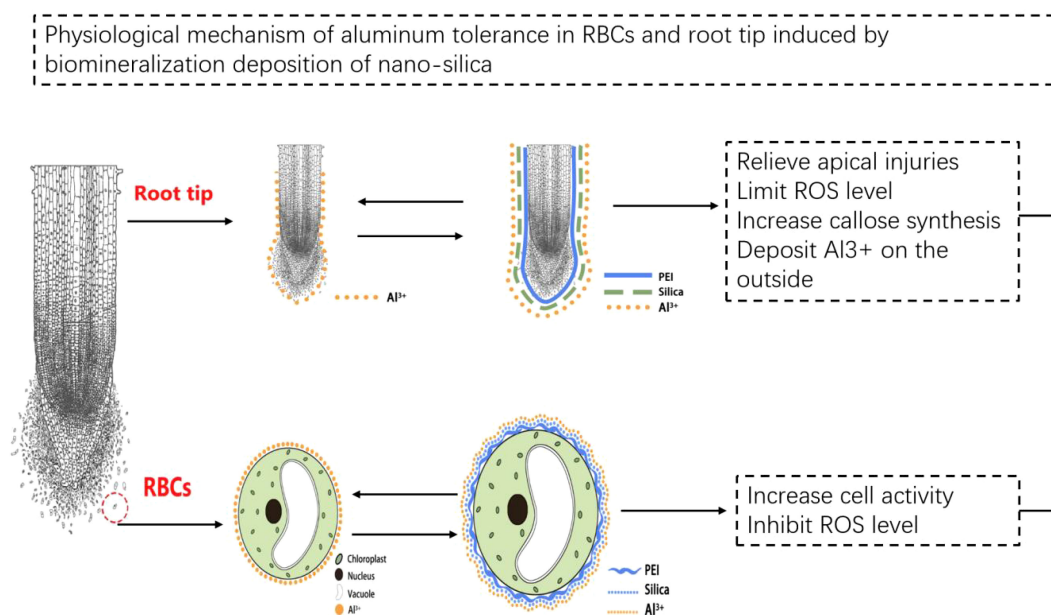 Physiological mechanism of aluminum tolerance in RBCs and root tip induced by
biomineralization deposition of nano-silica
Root tip
Al³⁺
PEI
Silica
Al³⁺
Relieve apical injuries
Limit ROS level
Increase callose synthesis
Deposit Al3+ on the
outside
RBCs
Chloroplast
Nucleus
Vacuole
Al³⁺
PEI
Silica
Al³⁺
Increase cell activity
Inhibit ROS level